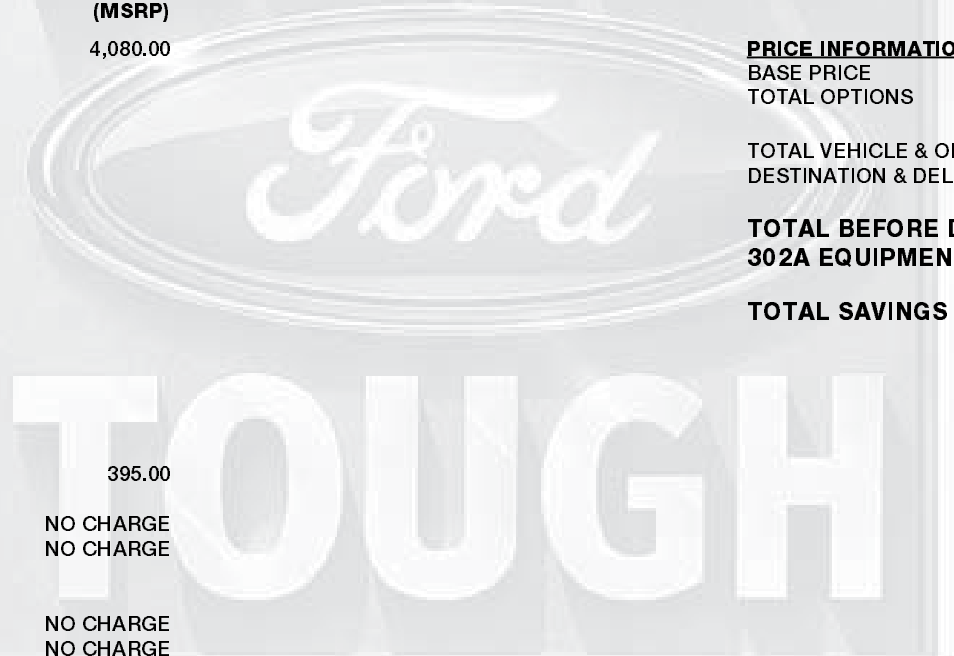 (MSRP)
4,080.00
395.00
NO CHARGE
NO CHARGE
NO CHARGE
NO CHARGE
Ford
TOUGH
PRICE INFORMATIO
BASE PRICE
TOTAL OPTIONS
TOTAL VEHICLE & O
DESTINATION & DEL
TOTAL BEFORE D
302A EQUIPMEN
TOTAL SAVINGS